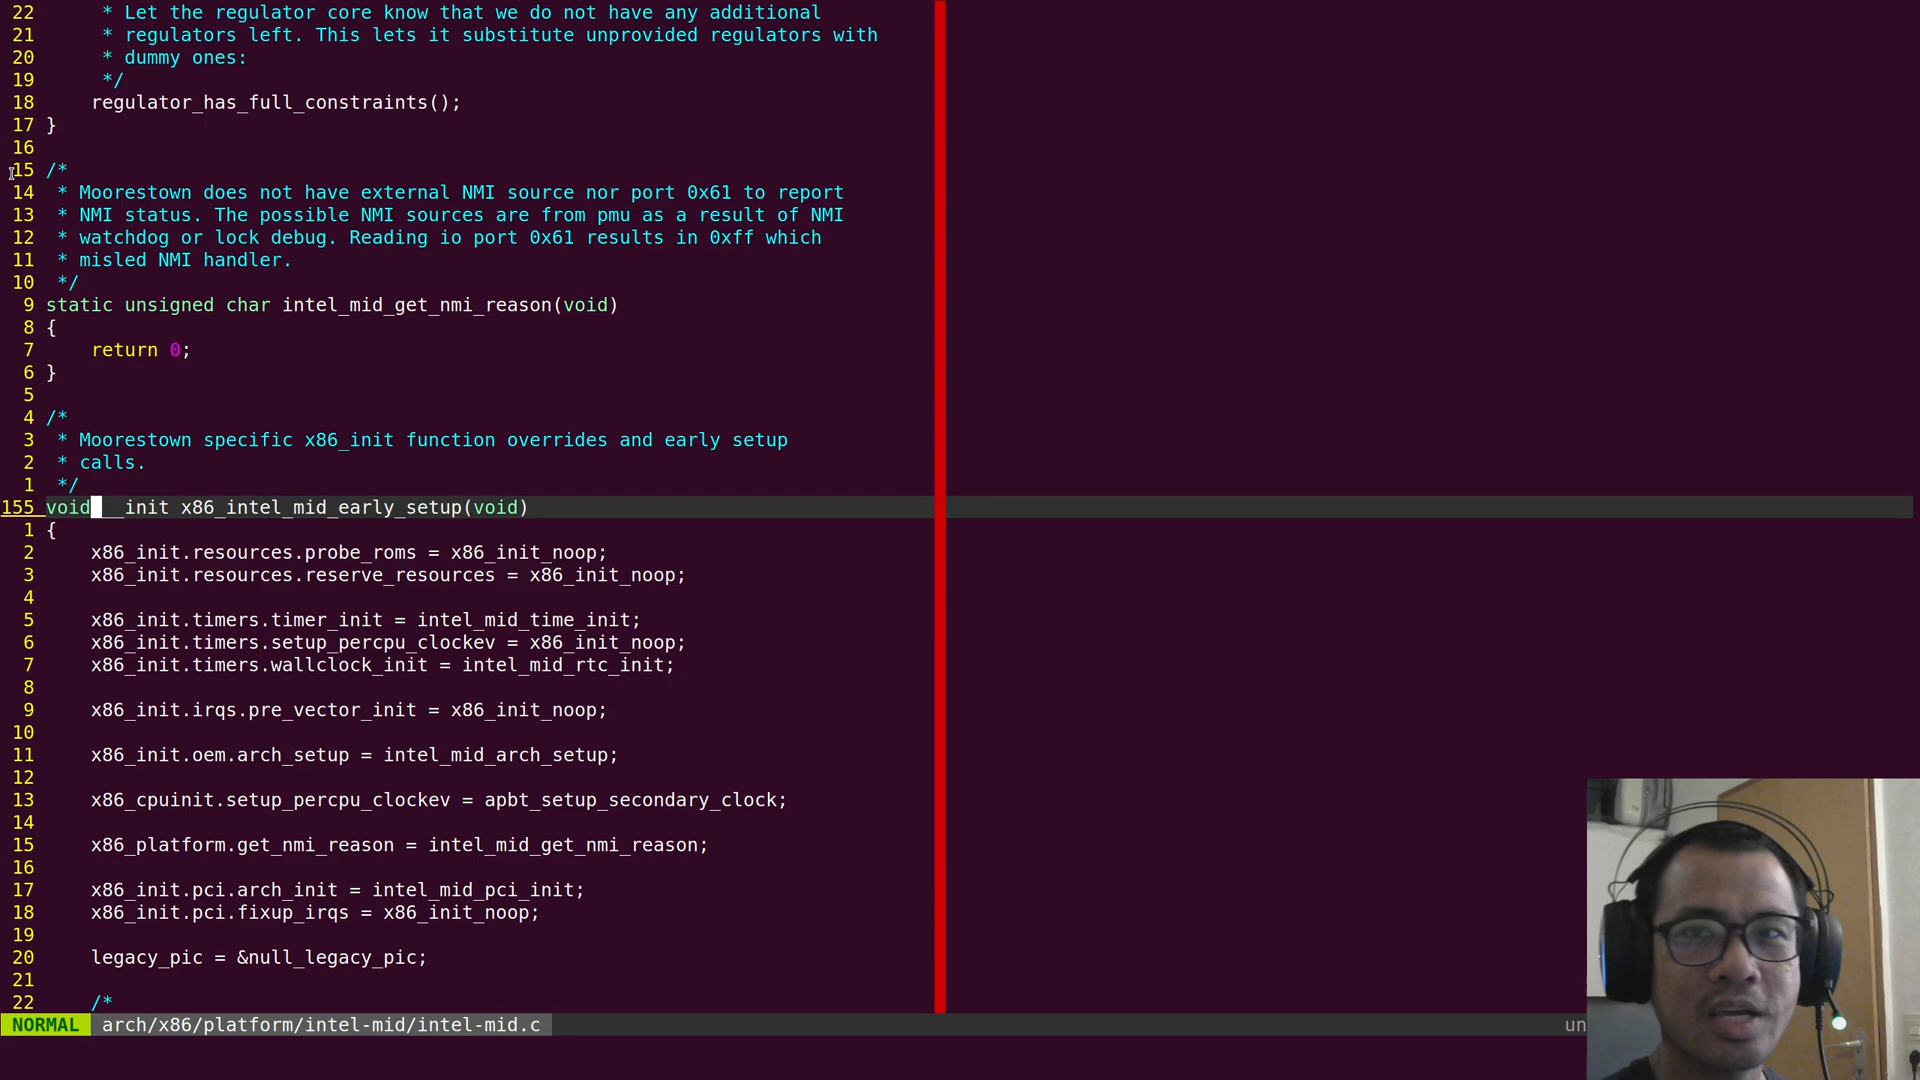 22 * Let the regulator core know that we do not have any additional
21 * regulators left. This lets it substitute unprovided regulators with
20 * dummy ones:
19 */
18 regulator_has_full_constraints();
17 }
16
15 /*
14 * Moorestown does not have external NMI source nor port 0x61 to report
13 * NMI status. The possible NMI sources are from pmu as a result of NMI
12 * watchdog or lock debug. Reading io port 0x61 results in 0xff which
11 * misled NMI handler.
10 */
9 static unsigned char intel_mid_get_nmi_reason(void)
8 {
7 return 0;
6 }
5
4 /*
3 * Moorestown specific x86_init function overrides and early setup
2 * calls.
1 */
155 void __init x86_intel_mid_early_setup(void)
1 {
2 x86_init.resources.probe_roms = x86_init_noop;
3 x86_init.resources.reserve_resources = x86_init_noop;
4
5 x86_init.timers.timer_init = intel_mid_time_init;
6 x86_init.timers.setup_percpu_clockev = x86_init_noop;
7 x86_init.timers.wallclock_init = intel_mid_rtc_init;
8
9 x86_init.irqs.pre_vector_init = x86_init_noop;
10
11 x86_init.oem.arch_setup = intel_mid_arch_setup;
12
13 x86_cpuinit.setup_percpu_clockev = apbt_setup_secondary_clock;
14
15 x86_platform.get_nmi_reason = intel_mid_get_nmi_reason;
16
17 x86_init.pci.arch_init = intel_mid_pci_init;
18 x86_init.pci.fixup_irqs = x86_init_noop;
19
20 legacy_pic = &null_legacy_pic;
21
22 /*
NORMAL arch/x86/platform/intel-mid/intel-mid.c un